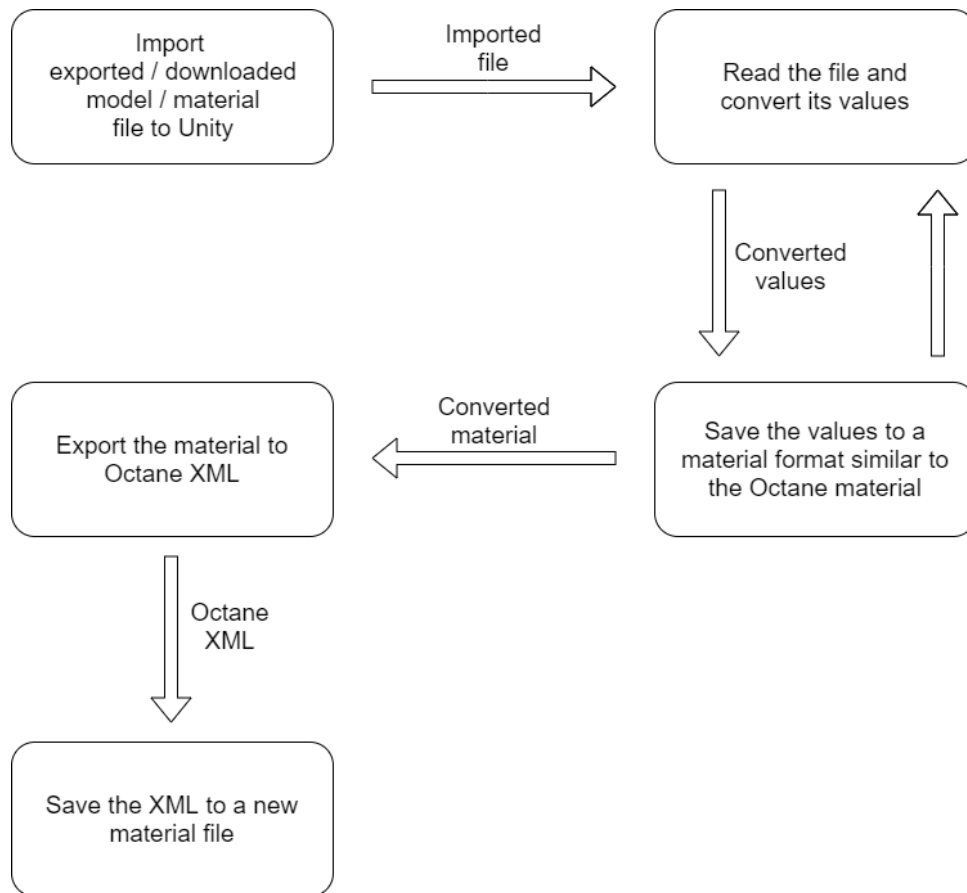 Import
exported / downloaded
model / material
file to Unity
Imported
file
Read the file and
convert its values
Converted
values
Save the values to a
material format similar to
the Octane material
Converted
material
Export the material to
Octane XML
Octane
XML
Save the XML to a new
material file